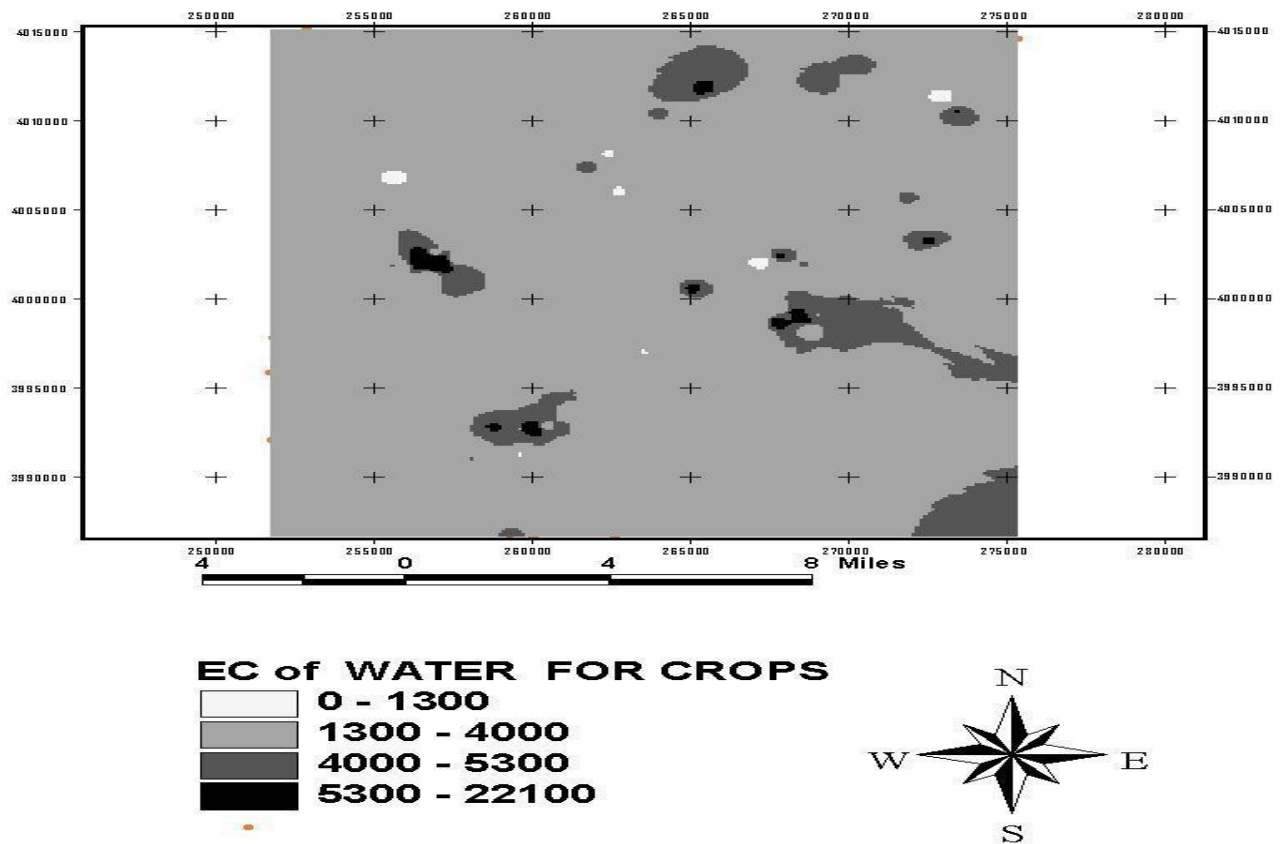 250000 255000 260000 265000 270000 275000 280000
4015000 4015000
4010000 4010000
4005000 4005000
4000000 4000000
3995000 3995000
3990000 3990000
250000 255000 260000 265000 270000 275000 280000
4 0 4 8 Miles
EC of WATER FOR CROPS
0 - 1300
1300 - 4000
4000 - 5300
5300 - 22100
N
W E
S